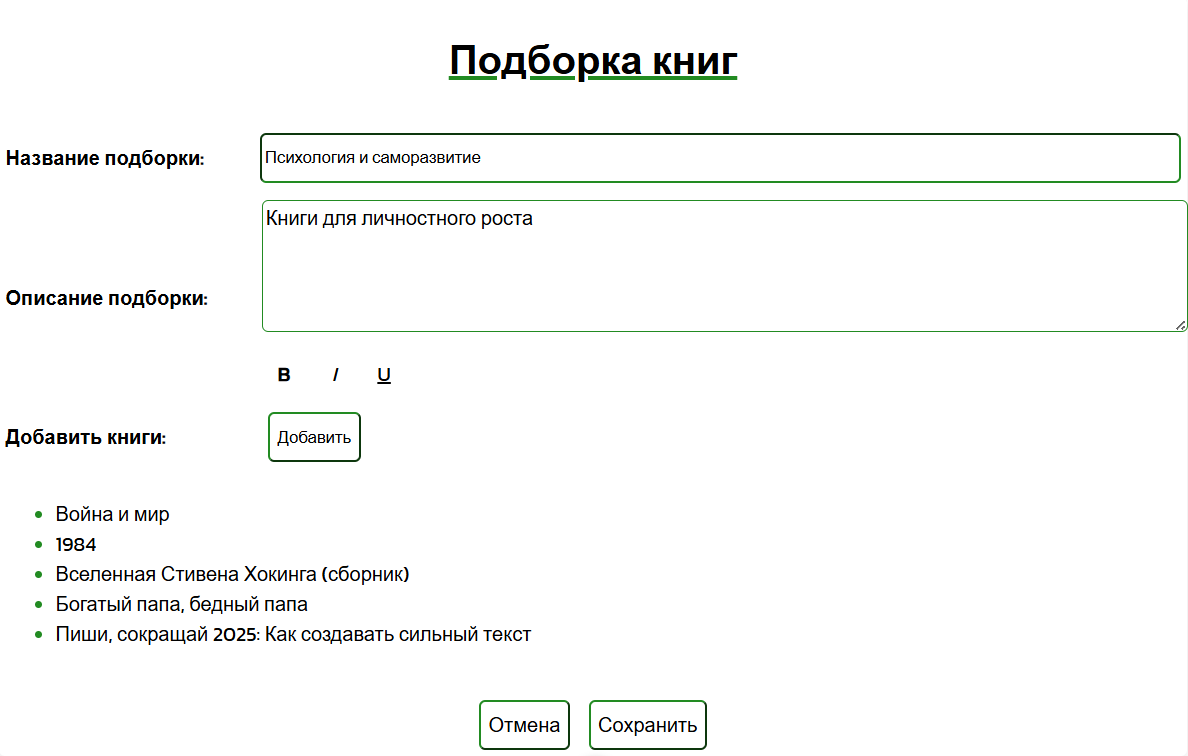 Подборка книг
Название подборки:
Психология и саморазвитие
Описание подборки:
Книги для личностного роста
B I U
Добавить книги:
Добавить
Война и мир
1984
Вселенная Стивена Хокинга (сборник)
Богатый папа, бедный папа
Пиши, сокращай 2025: Как создавать сильный текст
Отмена
Сохранить